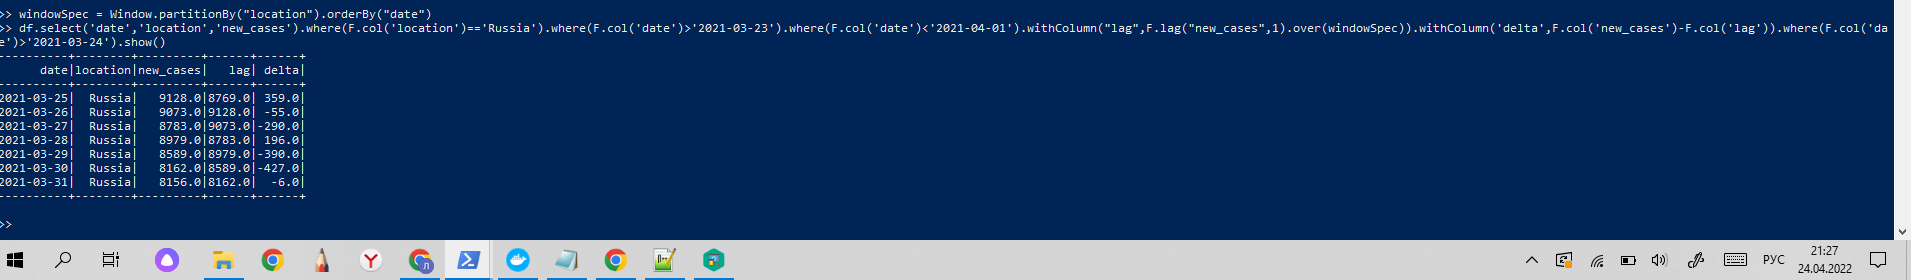 >> windowSpec = Window.partitionBy("location").orderBy("date")
>> df.select('date','location','new_cases').where(F.col('location')=='Russia').where(F.col('date')>'2021-03-23').where(F.col('date')<'2021-04-01').withColumn("lag",F.lag("new_cases",1).over(windowSpec)).withColumn('delta',F.col('new_cases')-F.col('lag')).where(F.col('da
e')>'2021-03-24').show()
----------+--------+---------+------+------+
      date|location|new_cases|   lag| delta|
----------+--------+---------+------+------+
2021-03-25|  Russia|   9128.0|8769.0| 359.0|
2021-03-26|  Russia|   9073.0|9128.0| -55.0|
2021-03-27|  Russia|   8783.0|9073.0|-290.0|
2021-03-28|  Russia|   8979.0|8783.0| 196.0|
2021-03-29|  Russia|   8589.0|8979.0|-390.0|
2021-03-30|  Russia|   8162.0|8589.0|-427.0|
2021-03-31|  Russia|   8156.0|8162.0|  -6.0|
----------+--------+---------+------+------+
>>
РУС
21:27
24.04.2022